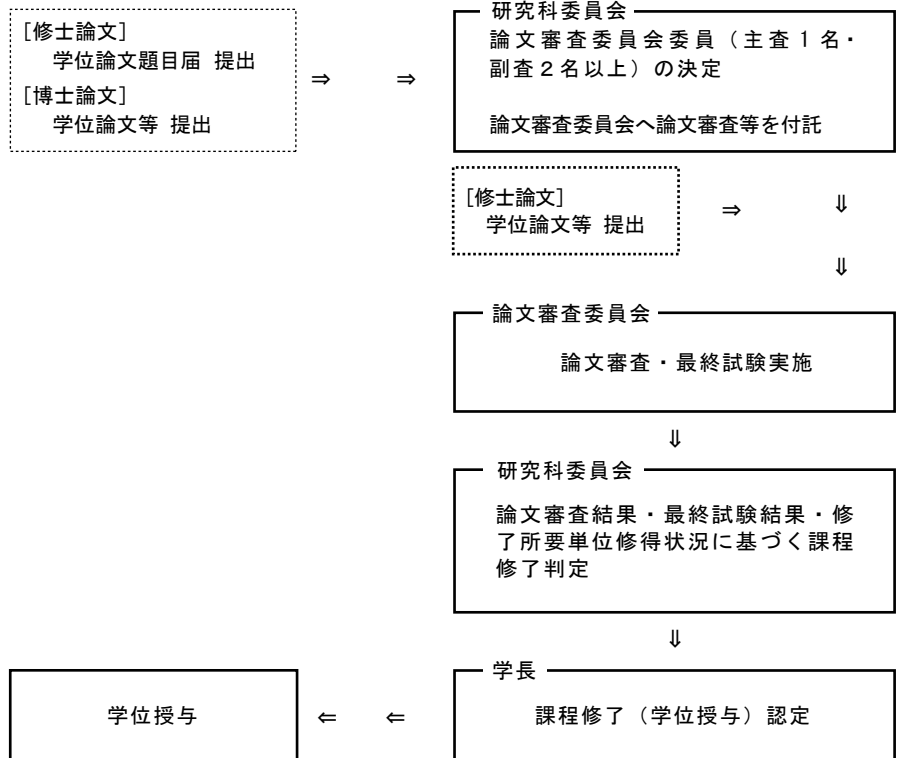 [修士論文]
学位論文題目届 提出
[博士論文]
学位論文等 提出
⇒ ⇒
研究科委員会
論文審査委員会委員（主査１名・
副査２名以上）の決定
論文審査委員会へ論文審査等を付託
[修士論文]
学位論文等 提出
⇒ ⇓
⇓
論文審査委員会
論文審査・最終試験実施
⇓
研究科委員会
論文審査結果・最終試験結果・修
了所要単位修得状況に基づく課程
修了判定
⇓
学長
課程修了（学位授与）認定
⇐ ⇐
学位授与